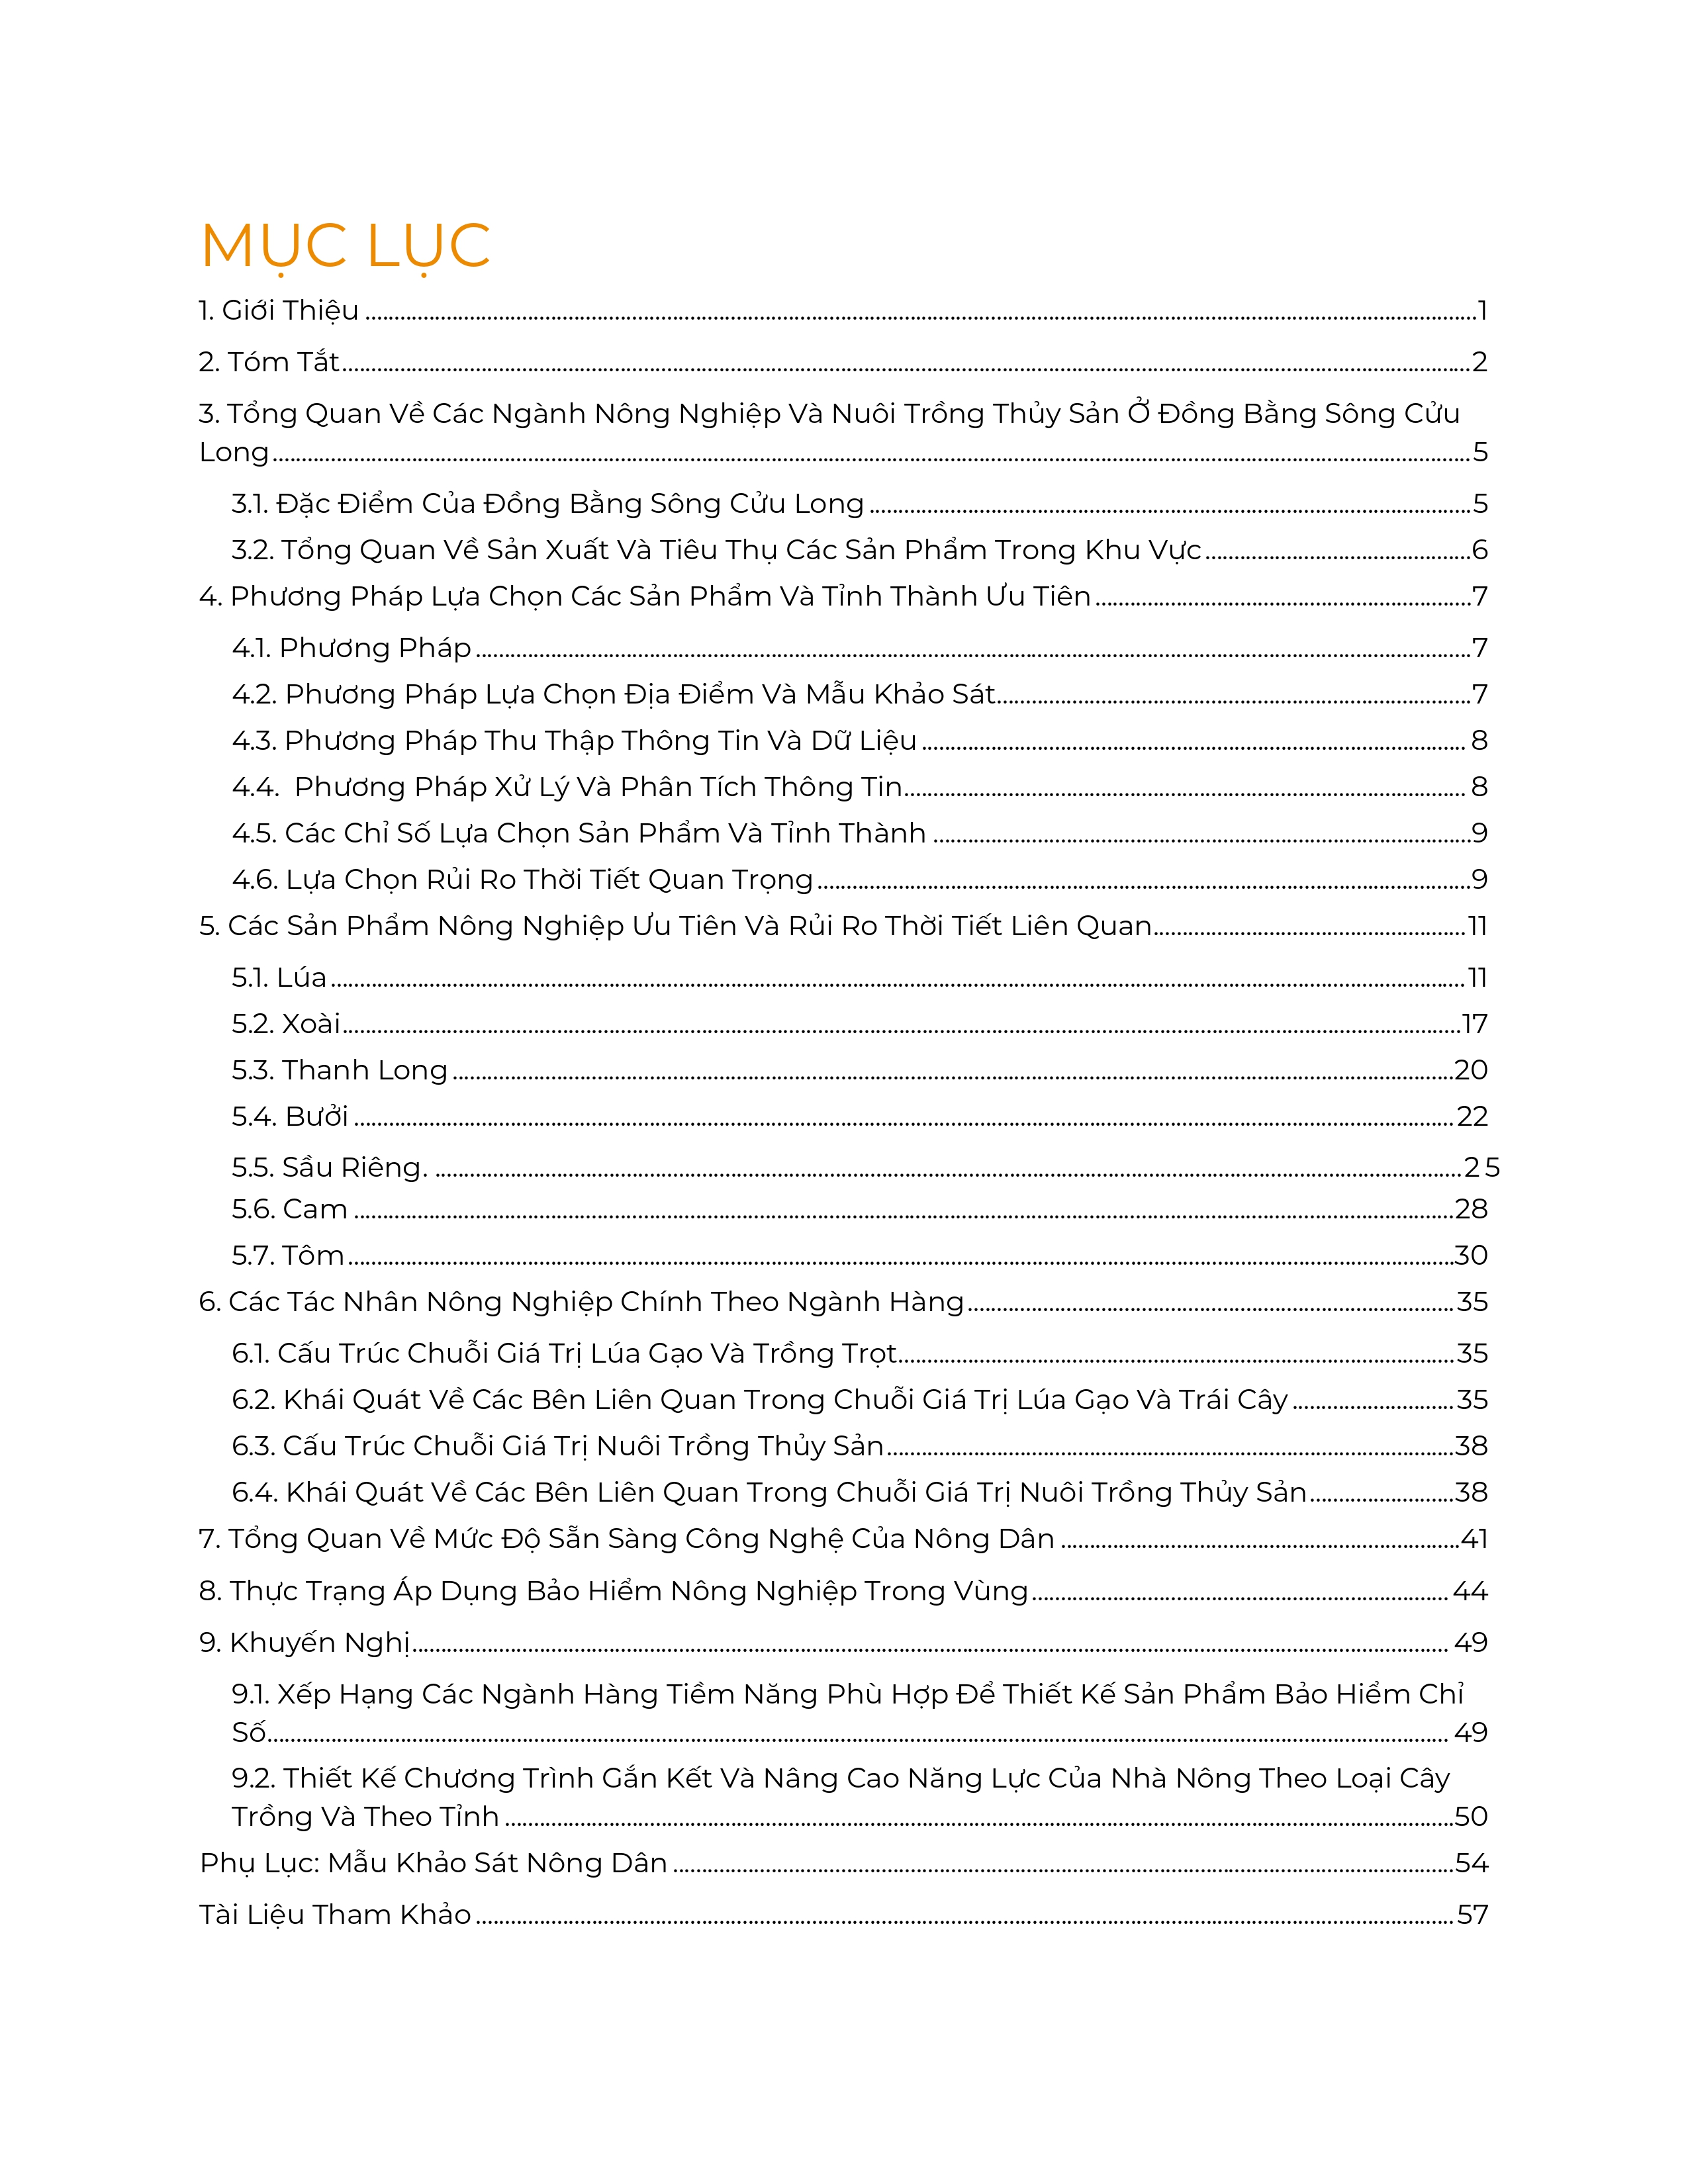 MỤC LỤC
1. Giới Thiệu ........................ 1
2. Tóm Tắt ........................ 2
3. Tổng Quan Về Các Ngành Nông Nghiệp Và Nuôi Trồng Thủy Sản Ở Đồng Bằng Sông Cửu
Long ........................ 5
3.1. Đặc Điểm Của Đồng Bằng Sông Cửu Long ........................ 5
3.2. Tổng Quan Về Sản Xuất Và Tiêu Thụ Các Sản Phẩm Trong Khu Vực ........................ 6
4. Phương Pháp Lựa Chọn Các Sản Phẩm Và Tỉnh Thành Ưu Tiên ........................ 7
4.1. Phương Pháp ........................ 7
4.2. Phương Pháp Lựa Chọn Địa Điểm Và Mẫu Khảo Sát ........................ 7
4.3. Phương Pháp Thu Thập Thông Tin Và Dữ Liệu ........................ 8
4.4. Phương Pháp Xử Lý Và Phân Tích Thông Tin ........................ 8
4.5. Các Chỉ Số Lựa Chọn Sản Phẩm Và Tỉnh Thành ........................ 9
4.6. Lựa Chọn Rủi Ro Thời Tiết Quan Trọng ........................ 9
5. Các Sản Phẩm Nông Nghiệp Ưu Tiên Và Rủi Ro Thời Tiết Liên Quan ........................ 11
5.1. Lúa ........................ 11
5.2. Xoài ........................ 17
5.3. Thanh Long ........................ 20
5.4. Bưởi ........................ 22
5.5. Sầu Riêng. ........................ 2 5
5.6. Cam ........................ 28
5.7. Tôm ........................ 30
6. Các Tác Nhân Nông Nghiệp Chính Theo Ngành Hàng ........................ 35
6.1. Cấu Trúc Chuỗi Giá Trị Lúa Gạo Và Trồng Trọt ........................ 35
6.2. Khái Quát Về Các Bên Liên Quan Trong Chuỗi Giá Trị Lúa Gạo Và Trái Cây ........................ 35
6.3. Cấu Trúc Chuỗi Giá Trị Nuôi Trồng Thủy Sản ........................ 38
6.4. Khái Quát Về Các Bên Liên Quan Trong Chuỗi Giá Trị Nuôi Trồng Thủy Sản ........................ 38
7. Tổng Quan Về Mức Độ Sẵn Sàng Công Nghệ Của Nông Dân ........................ 41
8. Thực Trạng Áp Dụng Bảo Hiểm Nông Nghiệp Trong Vùng ........................ 44
9. Khuyến Nghị ........................ 49
9.1. Xếp Hạng Các Ngành Hàng Tiềm Năng Phù Hợp Để Thiết Kế Sản Phẩm Bảo Hiểm Chỉ
Số ........................ 49
9.2. Thiết Kế Chương Trình Gắn Kết Và Nâng Cao Năng Lực Của Nhà Nông Theo Loại Cây
Trồng Và Theo Tỉnh ........................ 50
Phụ Lục: Mẫu Khảo Sát Nông Dân ........................ 54
Tài Liệu Tham Khảo ........................ 57